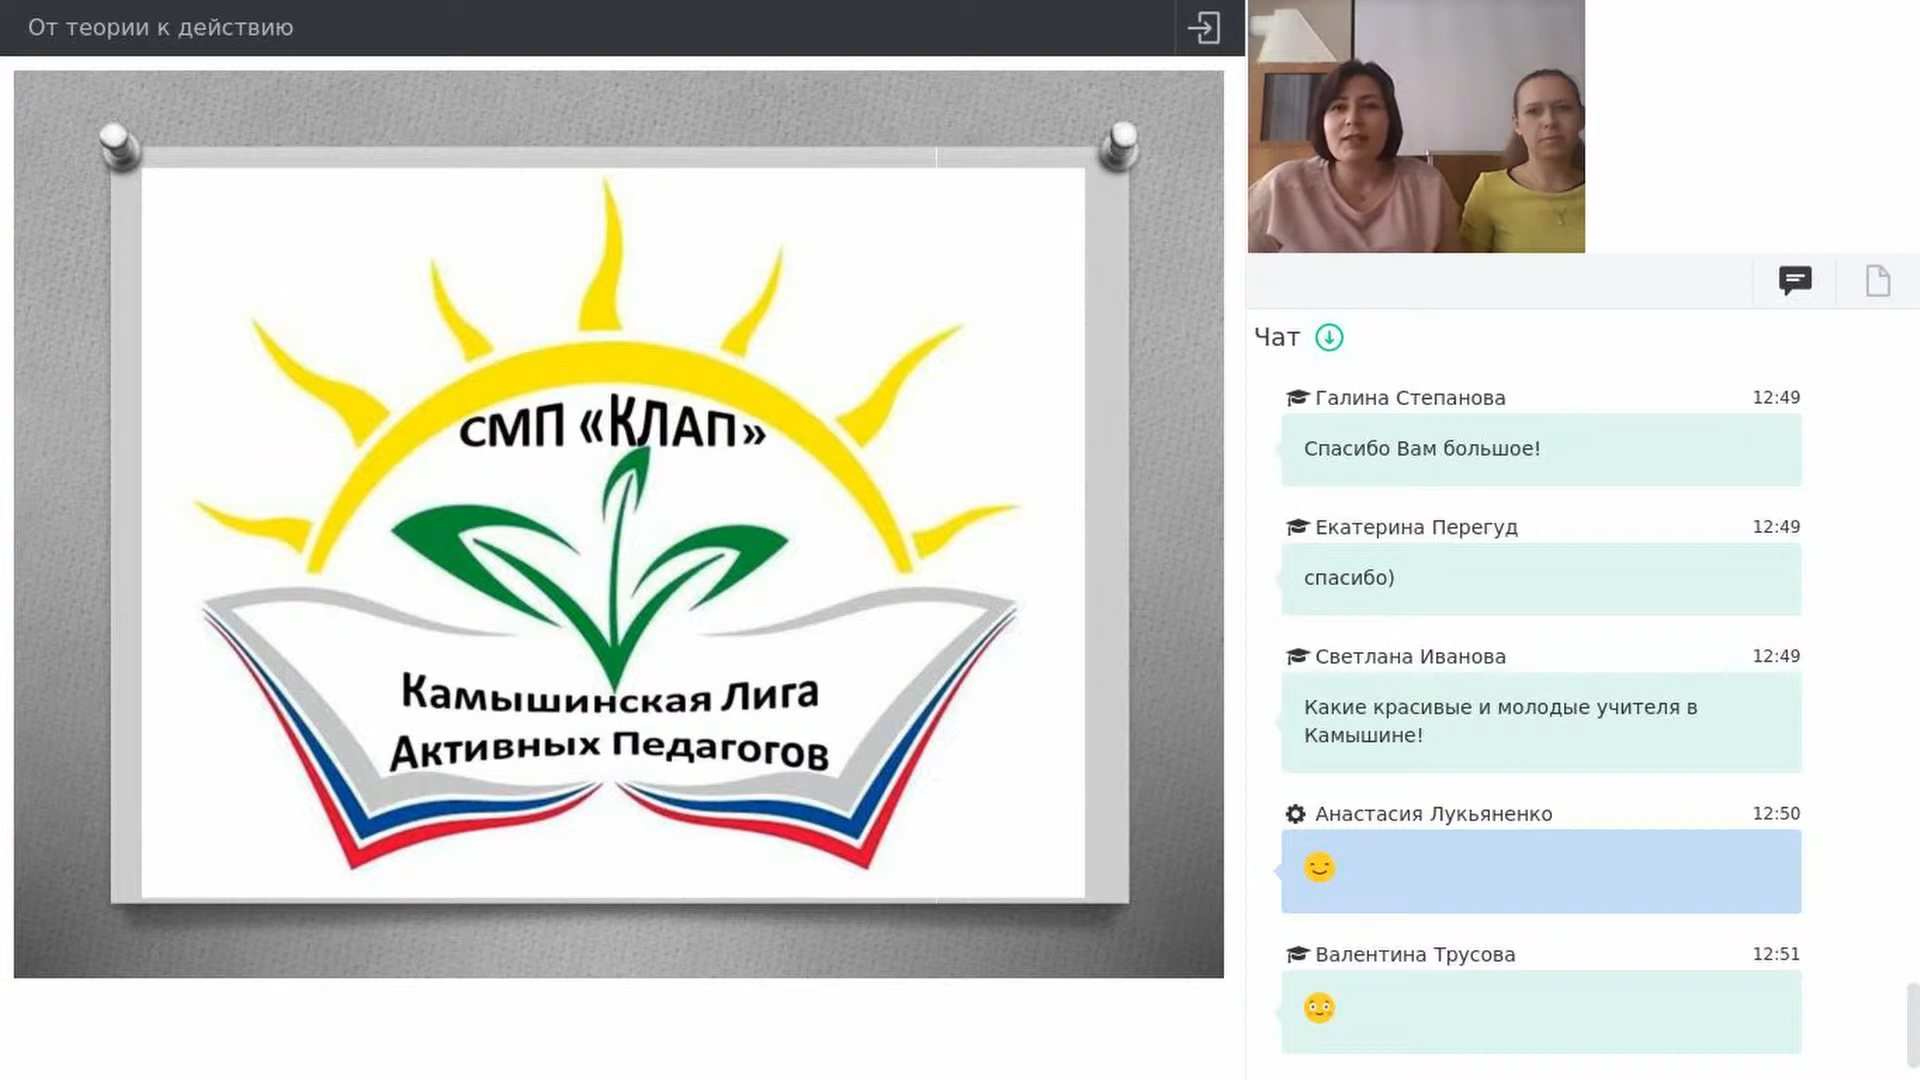 От теории к действию
СМП «КЛАП»
Камышинская Лига
Активных Педагогов
Чат
Галина Степанова 12:49
Спасибо Вам большое!
Екатерина Перегуд 12:49
спасибо)
Светлана Иванова 12:49
Какие красивые и молодые учителя в
Камышине!
Анастасия Лукьяненко 12:50
Валентина Трусова 12:51